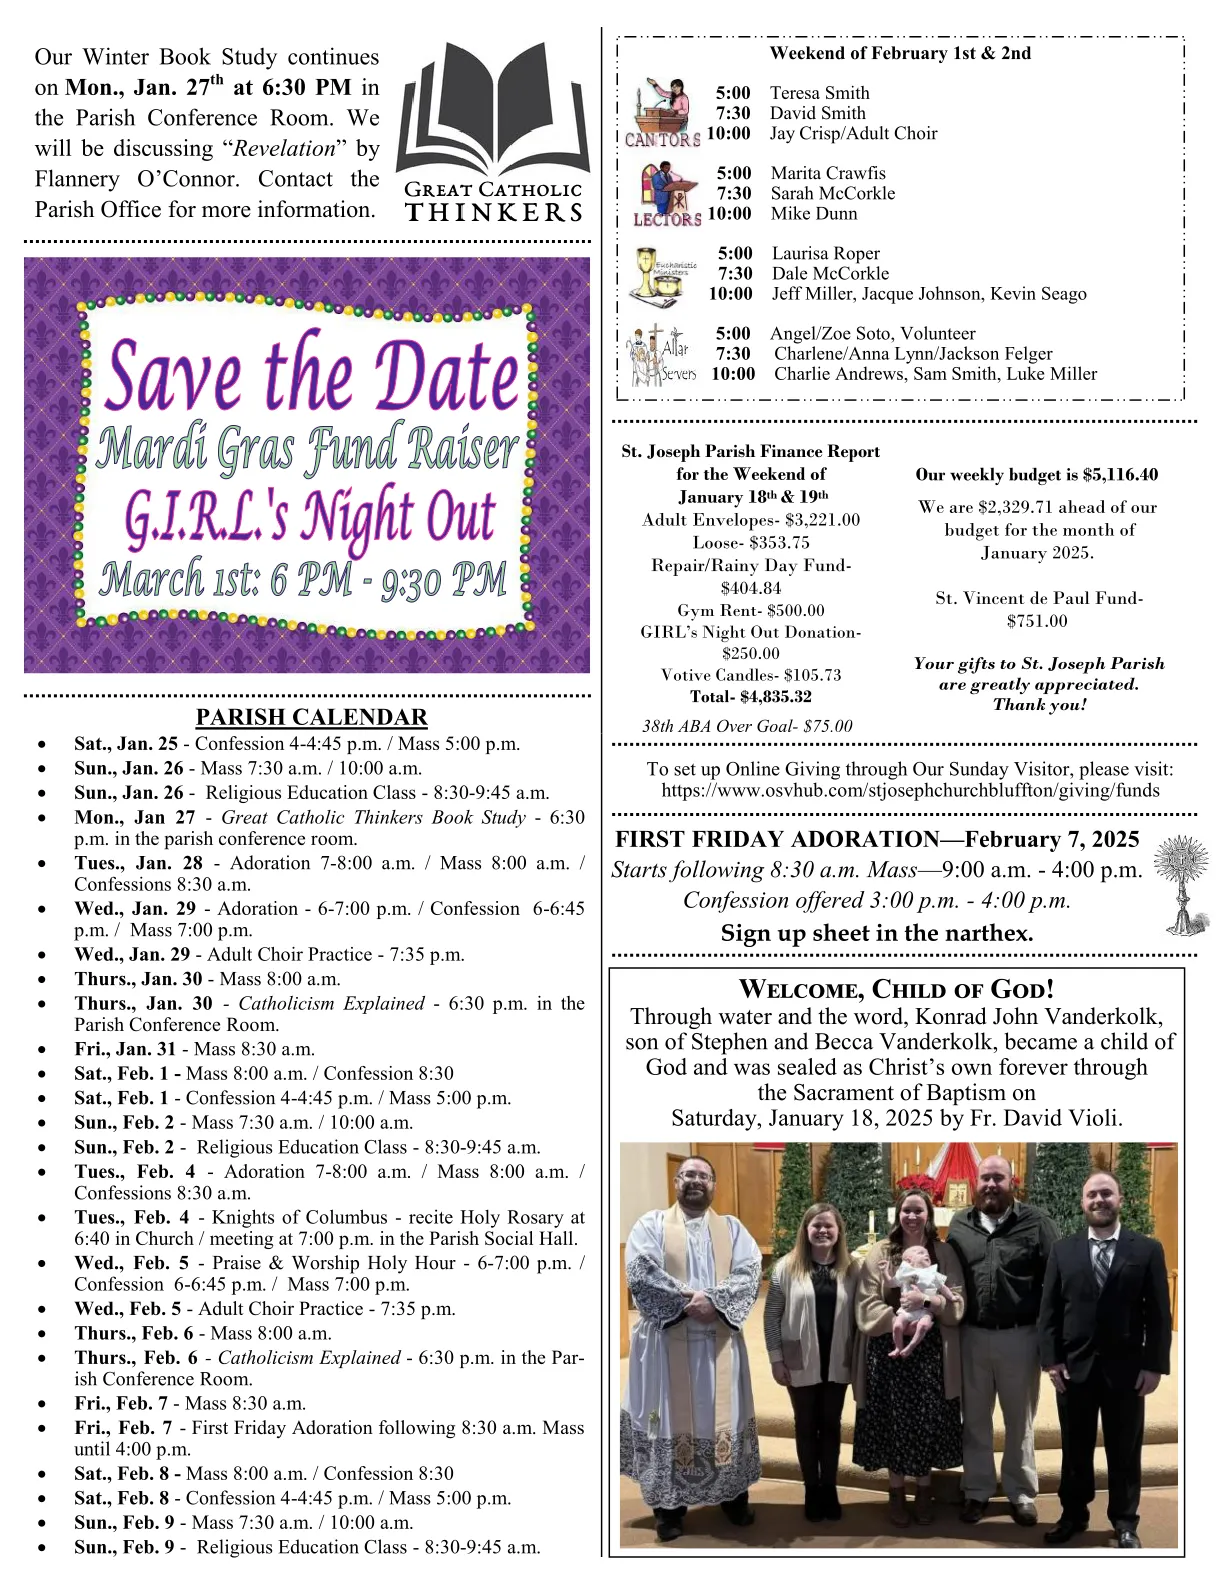 Our Winter Book Study continues
on Mon., Jan. 27th at 6:30 PM in
the Parish Conference Room. We
will be discussing “Revelation” by
Flannery O’Connor. Contact the
Parish Office for more information.
GREAT CATHOLIC
THINKERS
Save the Date
Mardi Gras Fund Raiser
G.I.R.L.'s Night Out
March 1st: 6 PM - 9:30 PM
PARISH CALENDAR
• Sat., Jan. 25 - Confession 4-4:45 p.m. / Mass 5:00 p.m.
• Sun., Jan. 26 - Mass 7:30 a.m. / 10:00 a.m.
• Sun., Jan. 26 - Religious Education Class - 8:30-9:45 a.m.
• Mon., Jan 27 - Great Catholic Thinkers Book Study - 6:30
p.m. in the parish conference room.
• Tues., Jan. 28 - Adoration 7-8:00 a.m. / Mass 8:00 a.m. /
Confessions 8:30 a.m.
• Wed., Jan. 29 - Adoration - 6-7:00 p.m. / Confession 6-6:45
p.m. / Mass 7:00 p.m.
• Wed., Jan. 29 - Adult Choir Practice - 7:35 p.m.
• Thurs., Jan. 30 - Mass 8:00 a.m.
• Thurs., Jan. 30 - Catholicism Explained - 6:30 p.m. in the
Parish Conference Room.
• Fri., Jan. 31 - Mass 8:30 a.m.
• Sat., Feb. 1 - Mass 8:00 a.m. / Confession 8:30
• Sat., Feb. 1 - Confession 4-4:45 p.m. / Mass 5:00 p.m.
• Sun., Feb. 2 - Mass 7:30 a.m. / 10:00 a.m.
• Sun., Feb. 2 - Religious Education Class - 8:30-9:45 a.m.
• Tues., Feb. 4 - Adoration 7-8:00 a.m. / Mass 8:00 a.m. /
Confessions 8:30 a.m.
• Tues., Feb. 4 - Knights of Columbus - recite Holy Rosary at
6:40 in Church / meeting at 7:00 p.m. in the Parish Social Hall.
• Wed., Feb. 5 - Praise & Worship Holy Hour - 6-7:00 p.m. /
Confession 6-6:45 p.m. / Mass 7:00 p.m.
• Wed., Feb. 5 - Adult Choir Practice - 7:35 p.m.
• Thurs., Feb. 6 - Mass 8:00 a.m.
• Thurs., Feb. 6 - Catholicism Explained - 6:30 p.m. in the Par-
ish Conference Room.
• Fri., Feb. 7 - Mass 8:30 a.m.
• Fri., Feb. 7 - First Friday Adoration following 8:30 a.m. Mass
until 4:00 p.m.
• Sat., Feb. 8 - Mass 8:00 a.m. / Confession 8:30
• Sat., Feb. 8 - Confession 4-4:45 p.m. / Mass 5:00 p.m.
• Sun., Feb. 9 - Mass 7:30 a.m. / 10:00 a.m.
• Sun., Feb. 9 - Religious Education Class - 8:30-9:45 a.m.
Weekend of February 1st & 2nd
CANTORS
5:00 Teresa Smith
7:30 David Smith
10:00 Jay Crisp/Adult Choir
LECTORS
5:00 Marita Crawfis
7:30 Sarah McCorkle
10:00 Mike Dunn
Eucharistic
Ministers
5:00 Laurisa Roper
7:30 Dale McCorkle
10:00 Jeff Miller, Jacque Johnson, Kevin Seago
Altar
Servers
5:00 Angel/Zoe Soto, Volunteer
7:30 Charlene/Anna Lynn/Jackson Felger
10:00 Charlie Andrews, Sam Smith, Luke Miller
St. Joseph Parish Finance Report
for the Weekend of
January 18th & 19th
Adult Envelopes- $3,221.00
Loose- $353.75
Repair/Rainy Day Fund-
$404.84
Gym Rent- $500.00
GIRL’s Night Out Donation-
$250.00
Votive Candles- $105.73
Total- $4,835.32
38th ABA Over Goal- $75.00
Our weekly budget is $5,116.40
We are $2,329.71 ahead of our
budget for the month of
January 2025.
St. Vincent de Paul Fund-
$751.00
Your gifts to St. Joseph Parish
are greatly appreciated.
Thank you!
To set up Online Giving through Our Sunday Visitor, please visit:
https://www.osvhub.com/stjosephchurchbluffton/giving/funds
FIRST FRIDAY ADORATION—February 7, 2025
Starts following 8:30 a.m. Mass—9:00 a.m. - 4:00 p.m.
Confession offered 3:00 p.m. - 4:00 p.m.
Sign up sheet in the narthex.
WELCOME, CHILD OF GOD!
Through water and the word, Konrad John Vanderkolk,
son of Stephen and Becca Vanderkolk, became a child of
God and was sealed as Christ’s own forever through
the Sacrament of Baptism on
Saturday, January 18, 2025 by Fr. David Violi.